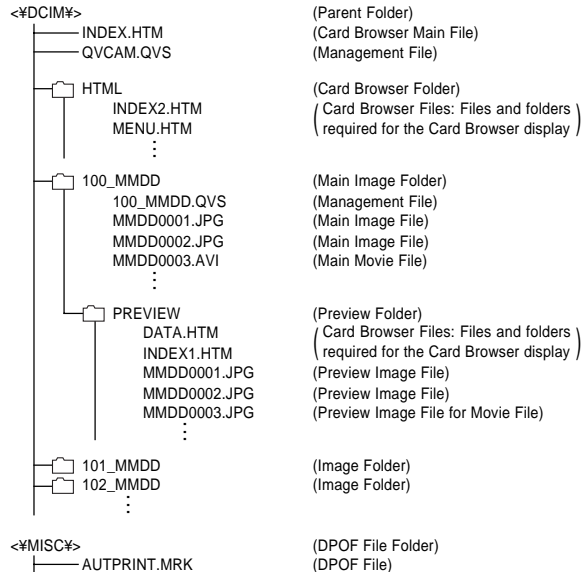 <¥DCIM¥> (Parent Folder)
INDEX.HTM (Card Browser Main File)
QVCAM.QVS (Management File)
HTML (Card Browser Folder)
INDEX2.HTM (Card Browser Files: Files and folders
MENU.HTM required for the Card Browser display)
⋮
100_MMDD (Main Image Folder)
100_MMDD.QVS (Management File)
MMDD0001.JPG (Main Image File)
MMDD0002.JPG (Main Image File)
MMDD0003.AVI (Main Movie File)
⋮
PREVIEW (Preview Folder)
DATA.HTM (Card Browser Files: Files and folders
INDEX1.HTM required for the Card Browser display)
MMDD0001.JPG (Preview Image File)
MMDD0002.JPG (Preview Image File)
MMDD0003.JPG (Preview Image File for Movie File)
⋮
101_MMDD (Image Folder)
102_MMDD (Image Folder)
⋮
<¥MISC¥> (DPOF File Folder)
AUTPRINT.MRK (DPOF File)